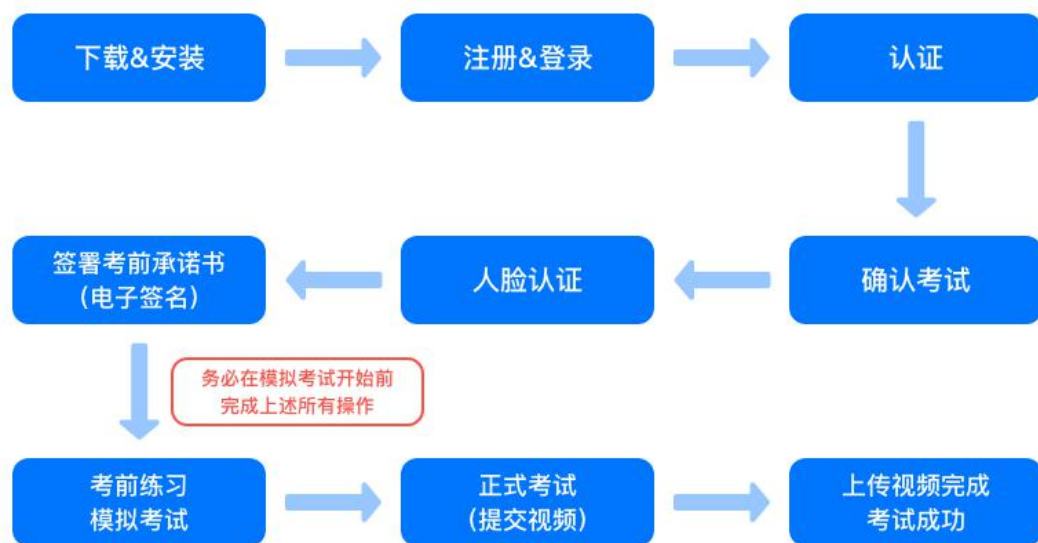 下载&安装
注册&登录
认证
确认考试
人脸认证
签署考前承诺书
(电子签名)
务必在模拟考试开始前
完成上述所有操作
考前练习
模拟考试
正式考试
(提交视频)
上传视频完成
考试成功